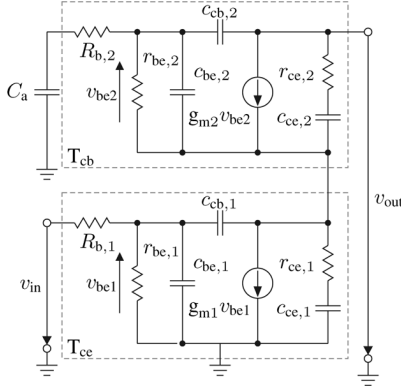 c_cb,2
R_b,2
r_be,2
C_a
v_be2
c_be,2
r_ce,2
g_m2 v_be2
c_ce,2
T_cb
c_cb,1
v_out
R_b,1
r_be,1
c_be,1
r_ce,1
v_in
v_be1
g_m1 v_be1
c_ce,1
T_ce